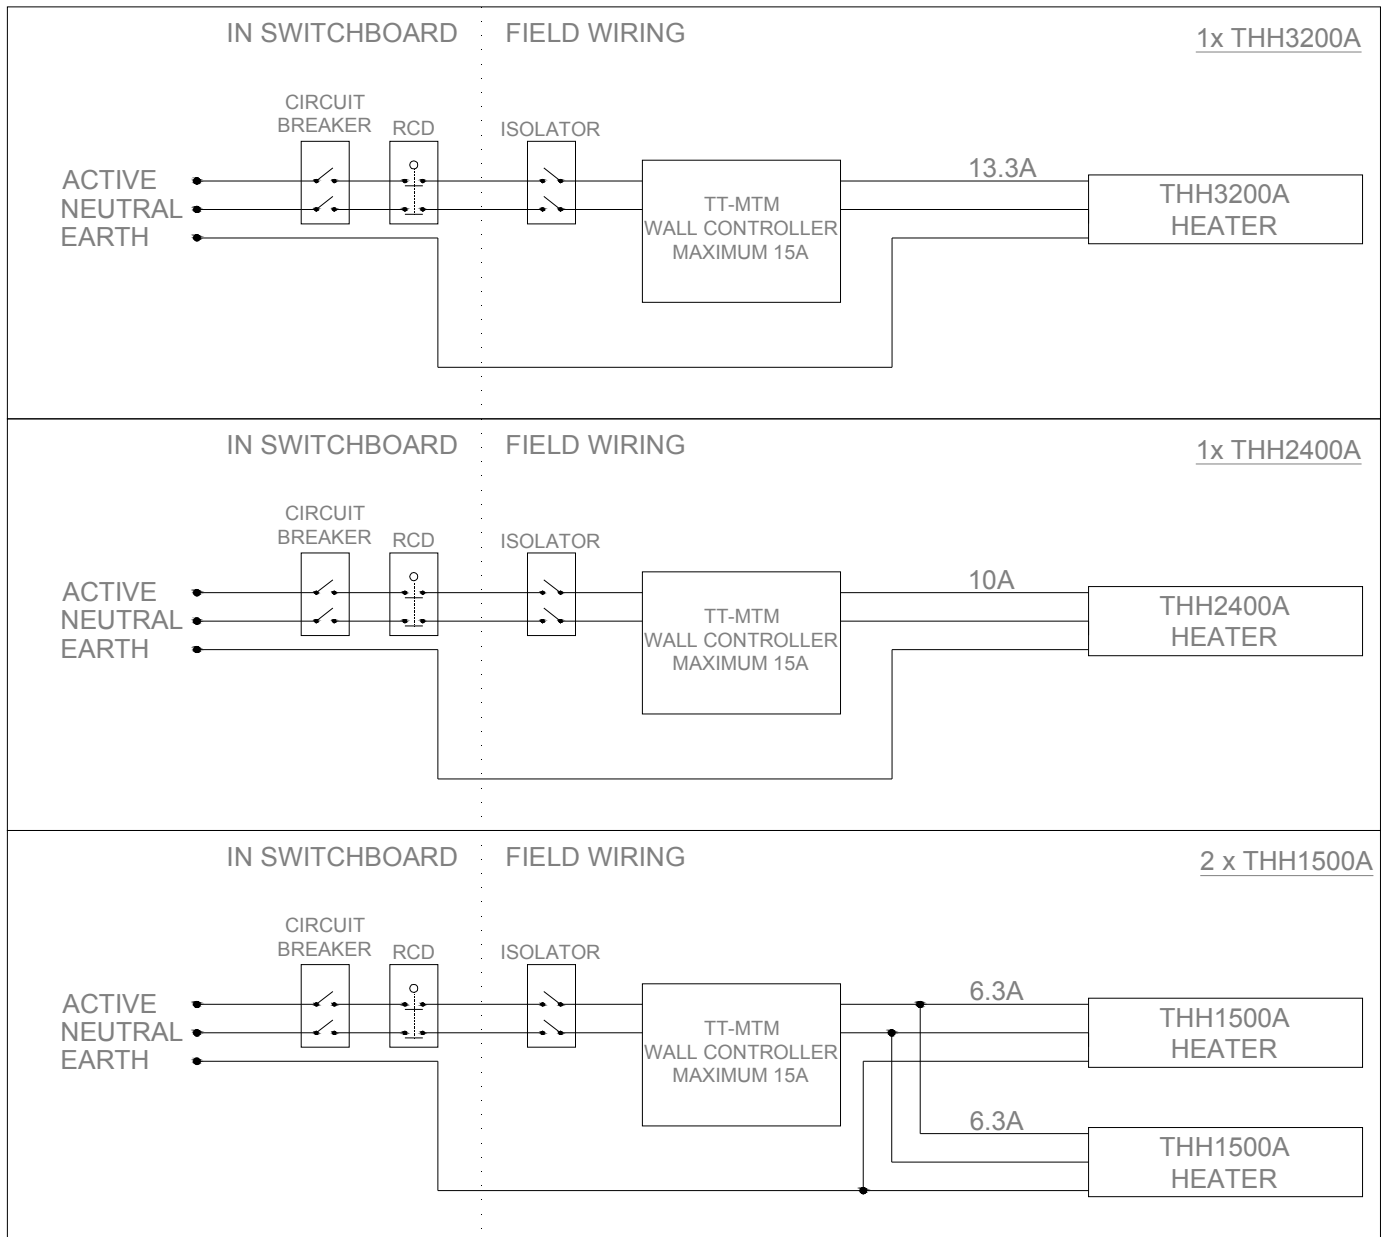 IN SWITCHBOARD
FIELD WIRING
1x THH3200A
CIRCUIT
BREAKER
RCD
ISOLATOR
ACTIVE
NEUTRAL
EARTH
TT-MTM
WALL CONTROLLER
MAXIMUM 15A
13.3A
THH3200A
HEATER
IN SWITCHBOARD
FIELD WIRING
1x THH2400A
CIRCUIT
BREAKER
RCD
ISOLATOR
ACTIVE
NEUTRAL
EARTH
TT-MTM
WALL CONTROLLER
MAXIMUM 15A
10A
THH2400A
HEATER
IN SWITCHBOARD
FIELD WIRING
2 x THH1500A
CIRCUIT
BREAKER
RCD
ISOLATOR
ACTIVE
NEUTRAL
EARTH
TT-MTM
WALL CONTROLLER
MAXIMUM 15A
6.3A
THH1500A
HEATER
6.3A
THH1500A
HEATER